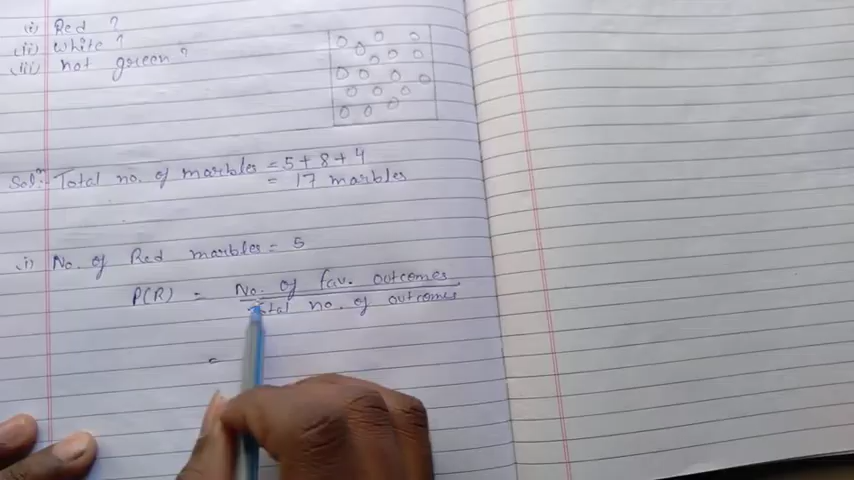 (i) Red ?
(ii) White ?
(iii) not green ?
Solⁿ:- Total no. of marbles = 5 + 8 + 4
= 17 marbles
i) No. of Red marbles = 5
P(R) = No. of fav. outcomes
Total no. of outcomes
=